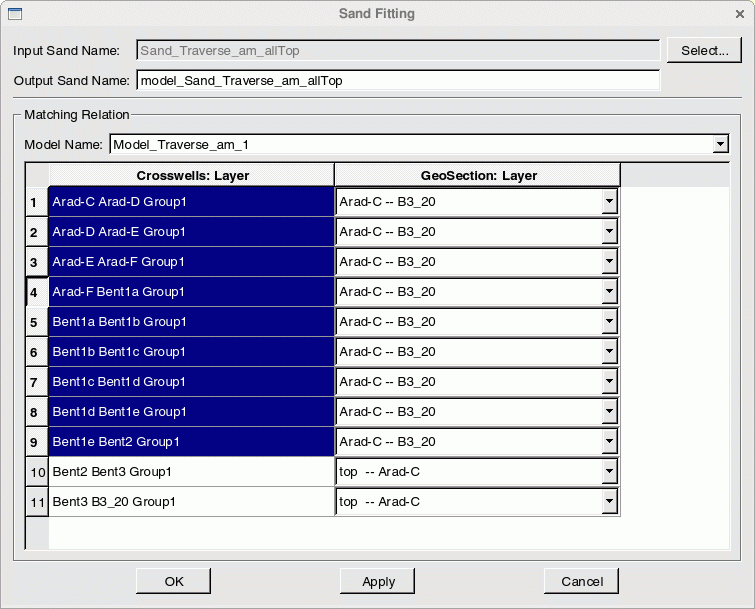 Sand Fitting
Input Sand Name: Sand_Traverse_am_allTop Select...
Output Sand Name: model_Sand_Traverse_am_allTop
Matching Relation
Model Name: Model_Traverse_am_1
Crosswells: Layer GeoSection: Layer
1 Arad-C Arad-D Group1 Arad-C -- B3_20
2 Arad-D Arad-E Group1 Arad-C -- B3_20
3 Arad-E Arad-F Group1 Arad-C -- B3_20
4 Arad-F Bent1a Group1 Arad-C -- B3_20
5 Bent1a Bent1b Group1 Arad-C -- B3_20
6 Bent1b Bent1c Group1 Arad-C -- B3_20
7 Bent1c Bent1d Group1 Arad-C -- B3_20
8 Bent1d Bent1e Group1 Arad-C -- B3_20
9 Bent1e Bent2 Group1 Arad-C -- B3_20
10 Bent2 Bent3 Group1 top -- Arad-C
11 Bent3 B3_20 Group1 top -- Arad-C
OK Apply Cancel